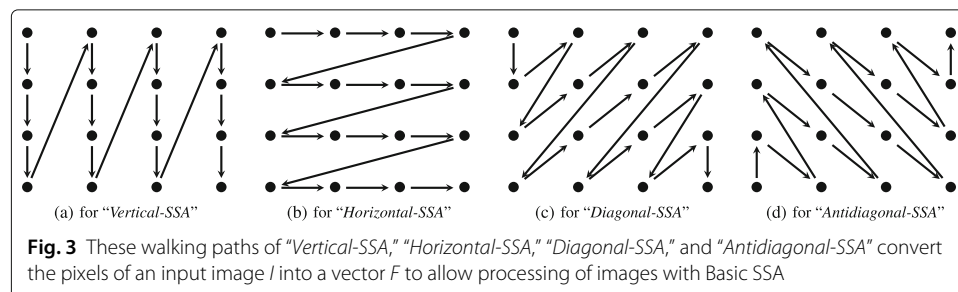 (a) for "Vertical-SSA" (b) for "Horizontal-SSA" (c) for "Diagonal-SSA" (d) for "Antidiagonal-SSA"
Fig. 3 These walking paths of "Vertical-SSA," "Horizontal-SSA," "Diagonal-SSA," and "Antidiagonal-SSA" convert
the pixels of an input image I into a vector F to allow processing of images with Basic SSA